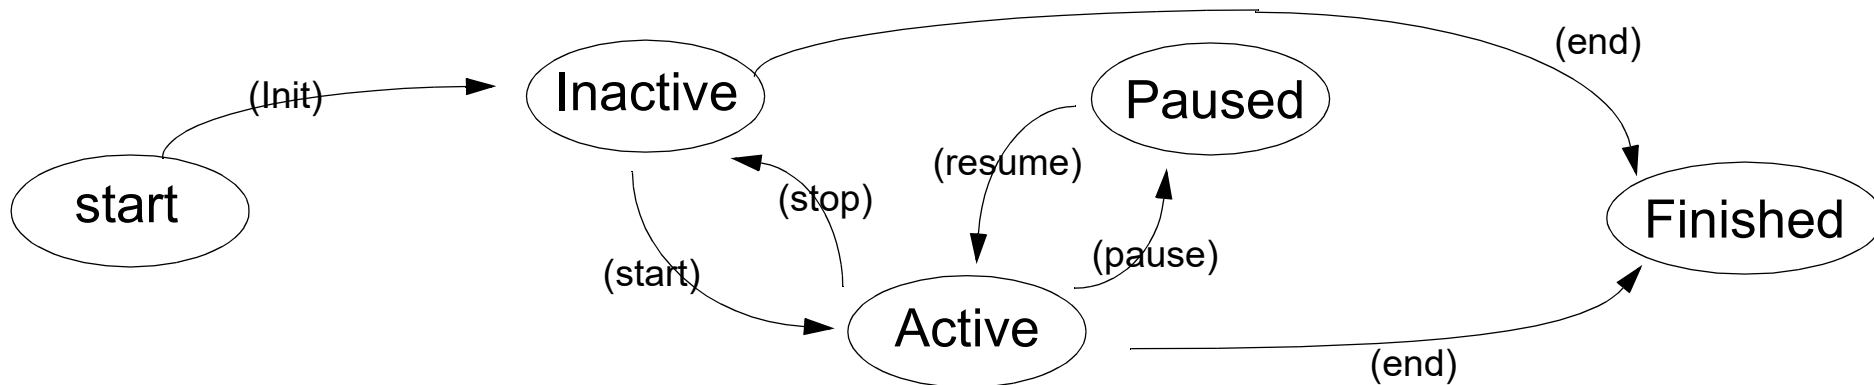 (end)
(Init)
Inactive
Paused
(resume)
(stop)
start
Finished
(start)
(pause)
Active
(end)